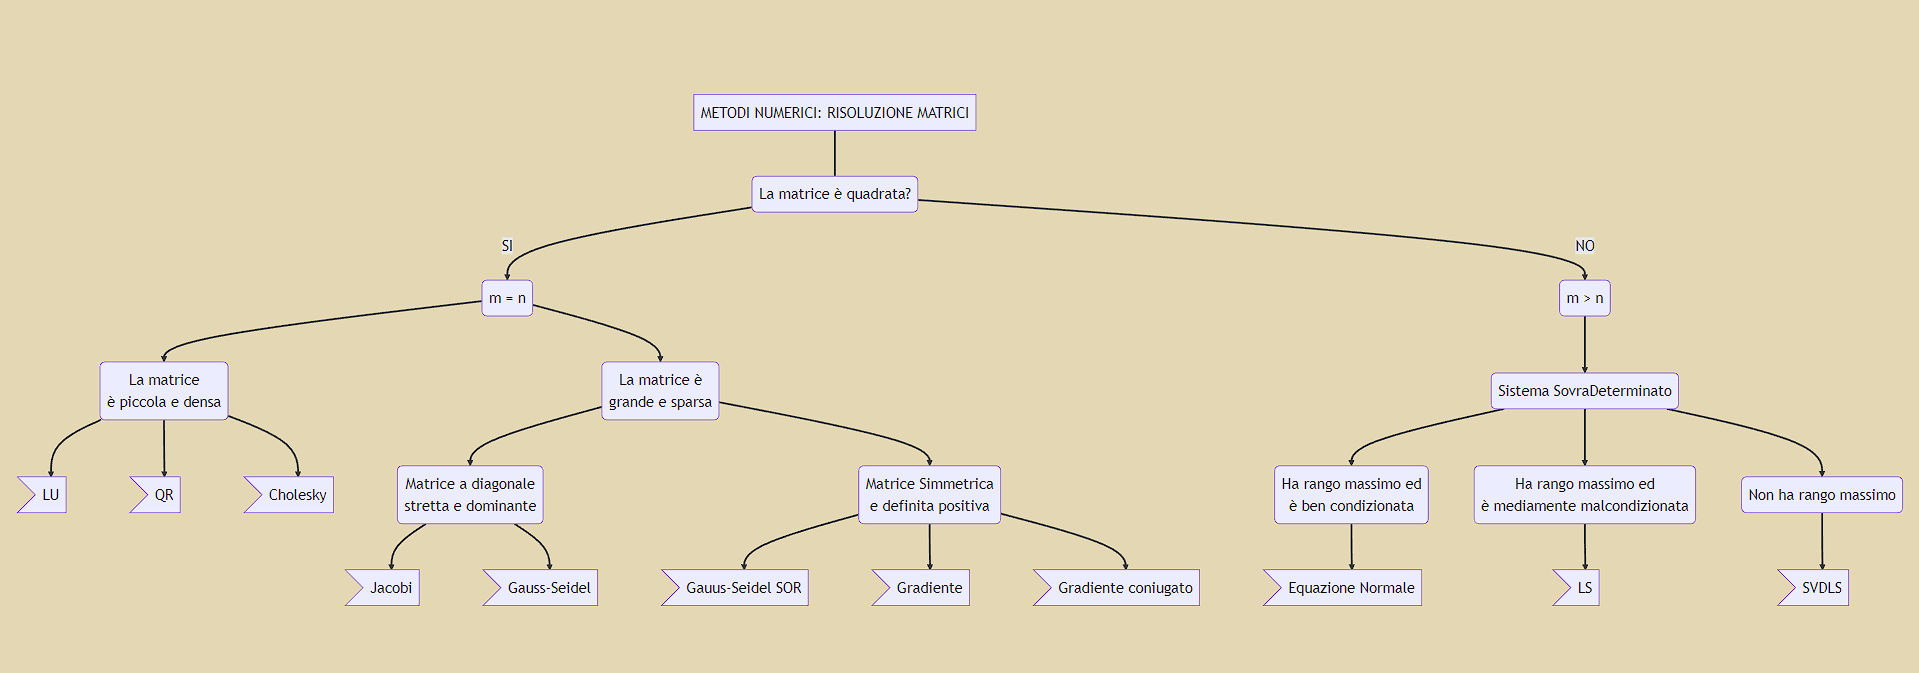 METODI NUMERICI: RISOLUZIONE MATRICI
La matrice è quadrata?
SI
NO
m = n
m > n
La matrice
è piccola e densa
La matrice è
grande e sparsa
Sistema SovraDeterminato
LU
QR
Cholesky
Matrice a diagonale
stretta e dominante
Matrice Simmetrica
e definita positiva
Ha rango massimo ed
è ben condizionata
Ha rango massimo ed
è mediamente malcondizionata
Non ha rango massimo
Jacobi
Gauss-Seidel
Gauus-Seidel SOR
Gradiente
Gradiente coniugato
Equazione Normale
LS
SVDLS